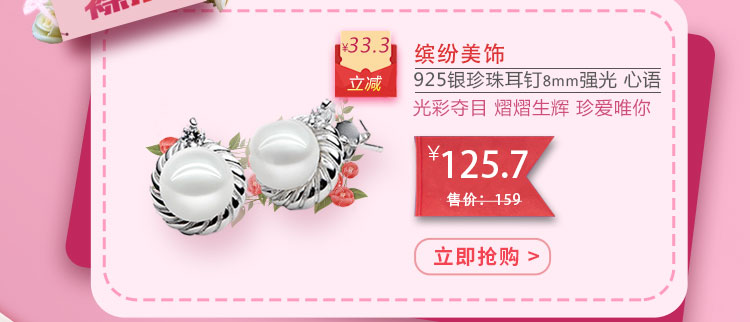 ¥33.3
立减
缤纷美饰
925银珍珠耳钉8mm强光 心语
光彩夺目 熠熠生辉 珍爱唯你
¥125.7
售价：159
立即抢购 >